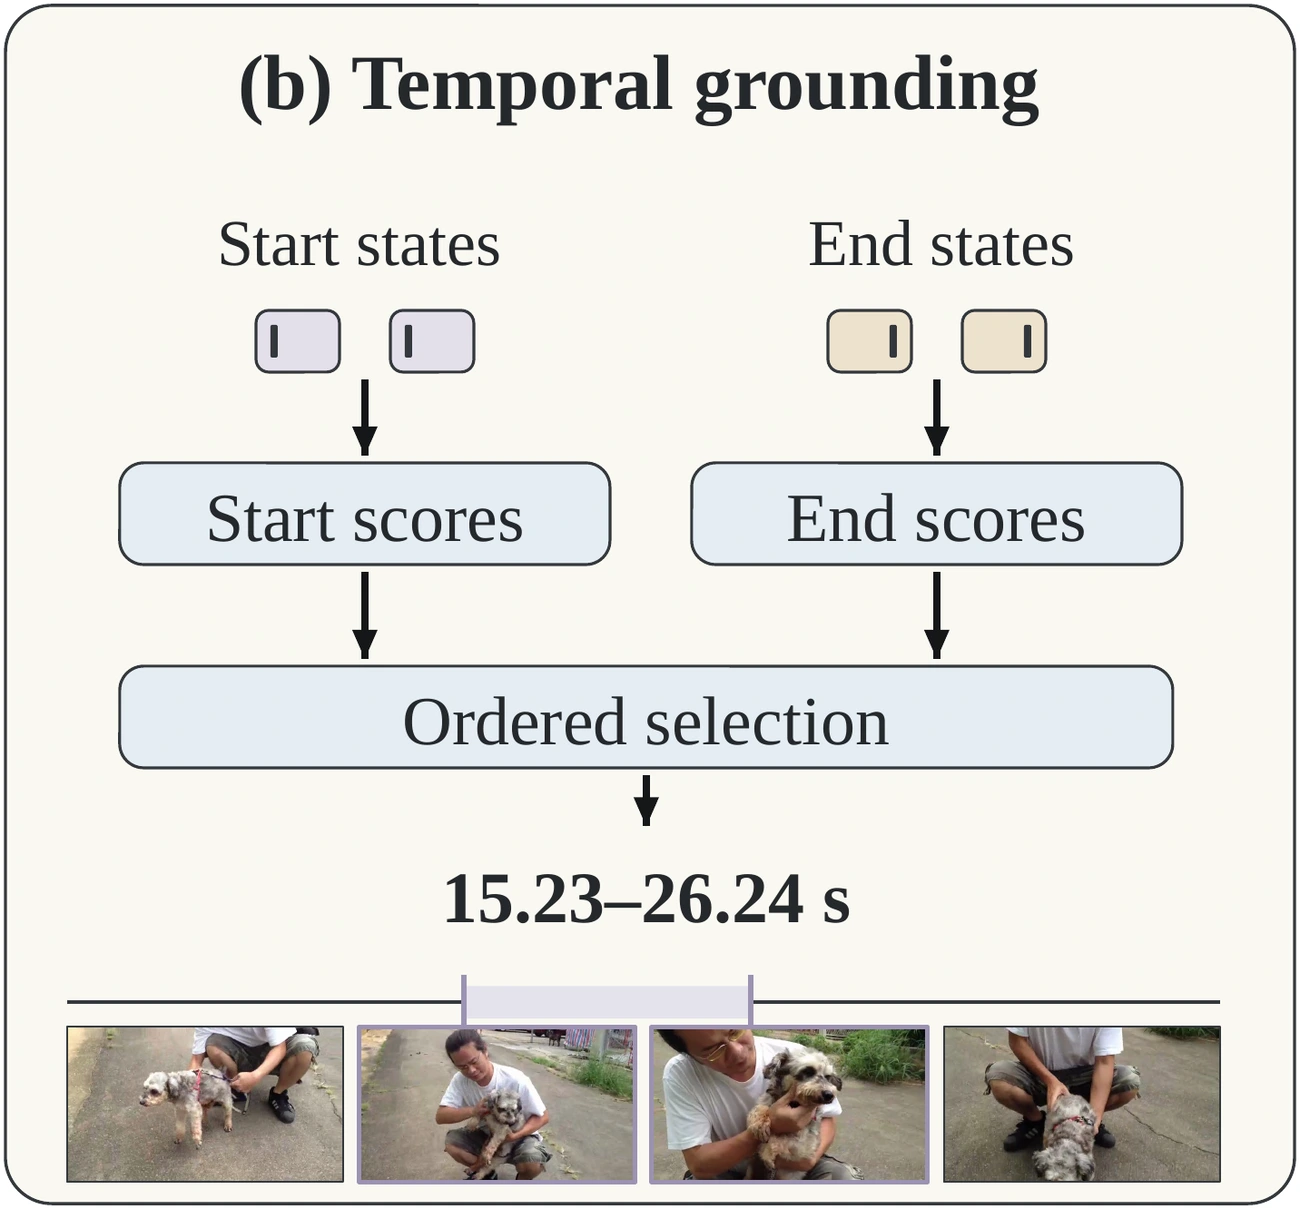 (b) Temporal grounding
Start states
End states
Start scores
End scores
Ordered selection
15.23–26.24 s